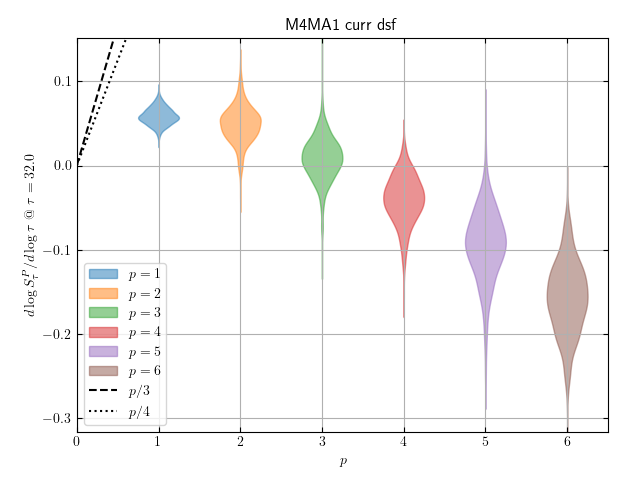 M4MA1 curr dsf
0.1
0.0
−0.1
−0.2
−0.3
d log S_τ^P / d log τ @ τ = 32.0
p = 1
p = 2
p = 3
p = 4
p = 5
p = 6
p/3
p/4
0 1 2 3 4 5 6
p